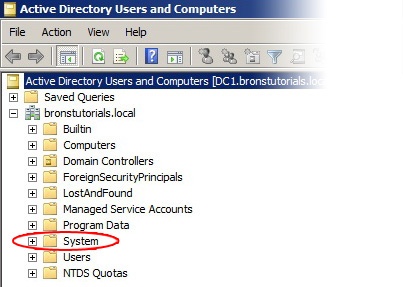 Active Directory Users and Computers
File Action View Help
Active Directory Users and Computers [DC1.bronstutorials.loc
Saved Queries
bronstutorials.local
Builtin
Computers
Domain Controllers
ForeignSecurityPrincipals
LostAndFound
Managed Service Accounts
Program Data
System
Users
NTDS Quotas